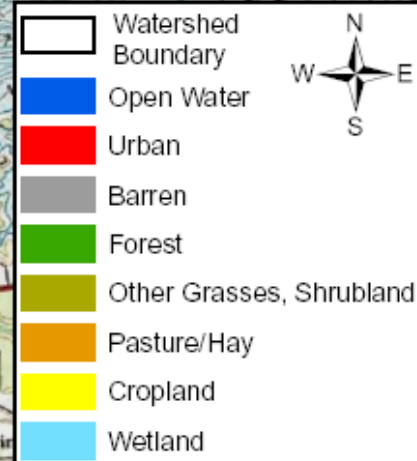 Watershed
Boundary
N
W E
S
Open Water
Urban
Barren
Forest
Other Grasses, Shrubland
Pasture/Hay
Cropland
Wetland